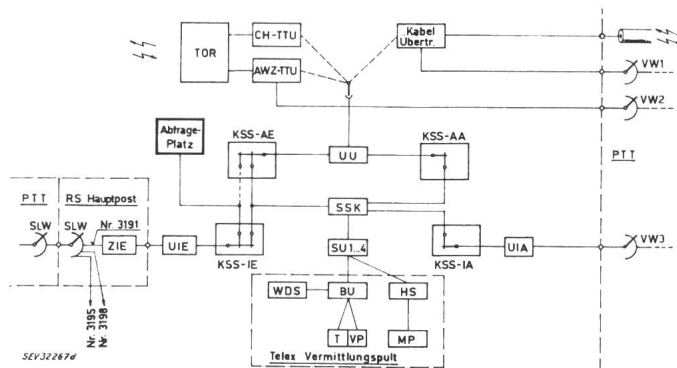 TOR
CH-TTU
AWZ-TTU
Kabel
Übertr.
VW1
VW2
Abfrage-
Platz
KSS-AE
UU
KSS-AA
PTT
PTT
RS Hauptpost
SLW
SLW
Nr. 3191
ZIE
UIE
KSS-IE
SSK
SU1...4
KSS-IA
UIA
VW3
Nr. 3195
Nr. 3198
WDS
BU
HS
T
VP
MP
Telex Vermittlungspult
SEV32267d